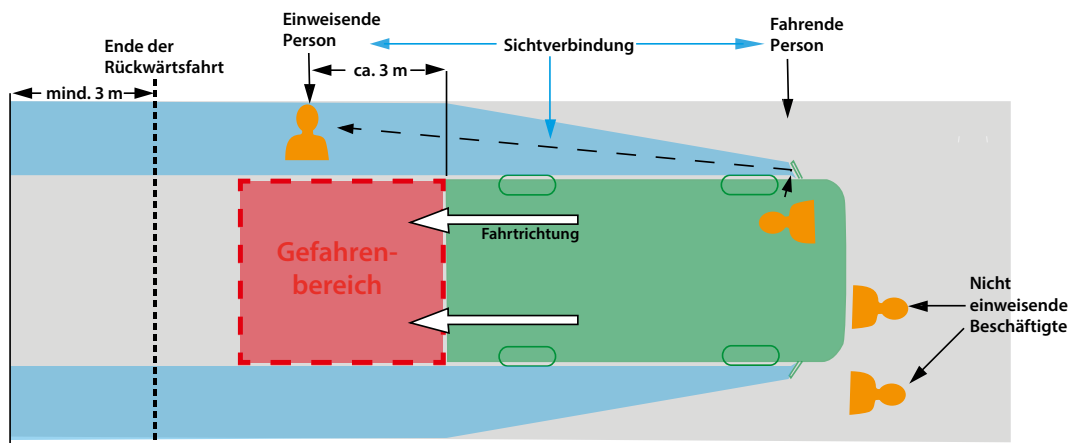 Einweisende
Person
Sichtverbindung
Fahrende
Person
Ende der
Rückwärtsfahrt
ca. 3 m
mind. 3 m
Fahrtrichtung
Gefahren-
bereich
Nicht
einweisende
Beschäftigte